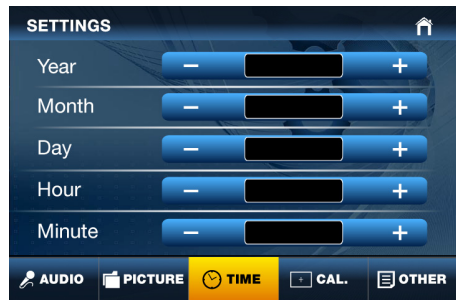 SETTINGS
Year − +
Month − +
Day − +
Hour − +
Minute − +
AUDIO PICTURE TIME CAL. OTHER